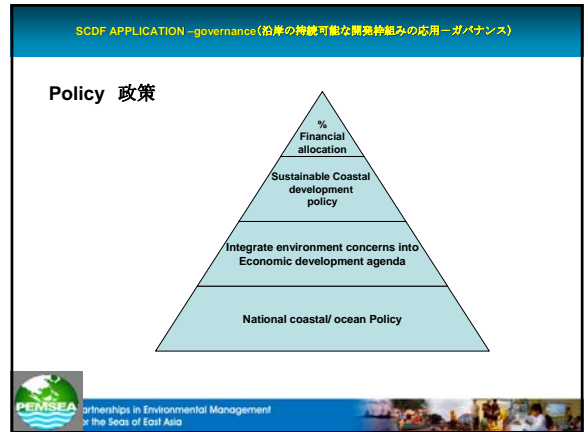 SCDF APPLICATION –governance(沿岸の持続可能な開発枠組みの応用－ガバナンス)
Policy 政策
%
Financial
allocation
Sustainable Coastal
development
policy
Integrate environment concerns into
Economic development agenda
National coastal/ ocean Policy
PEMSEA
artnerships in Environmental Management
or the Seas of East Asia